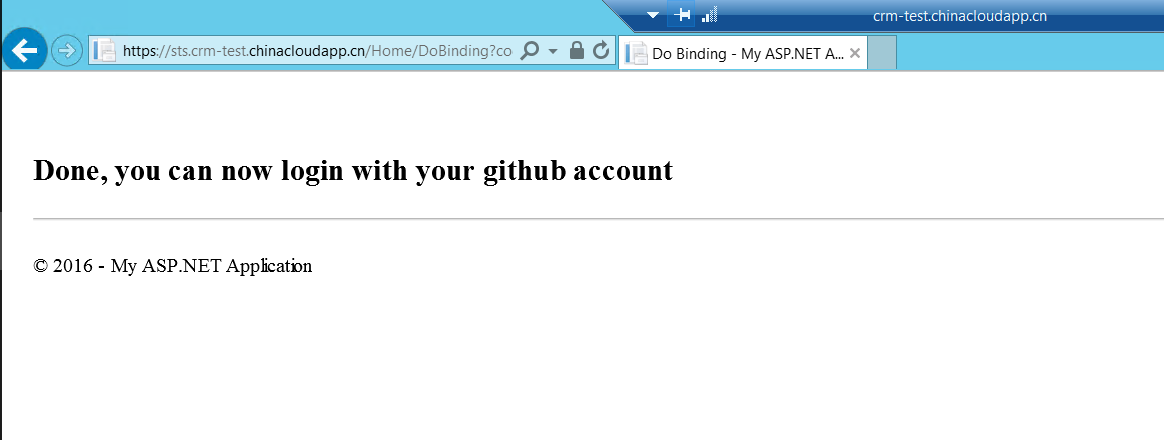 crm-test.chinacloudapp.cn
https://sts.crm-test.chinacloudapp.cn/Home/DoBinding?co
Do Binding - My ASP.NET A...
Done, you can now login with your github account
© 2016 - My ASP.NET Application